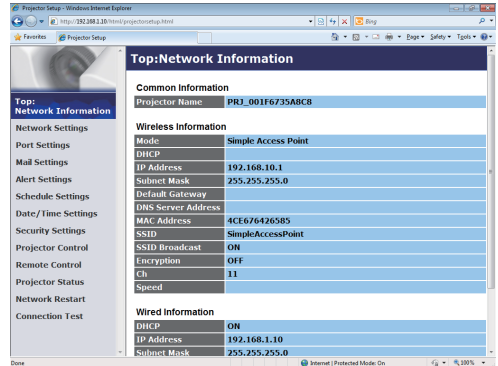 Projector Setup - Windows Internet Explorer
http://192.168.1.10/html/projectorsetup.html
Bing
Favorites Projector Setup Page Safety Tools
Top:Network Information
Common Information
Projector Name PRJ_001F6735A8C8
Top:
Network Information
Network Settings
Port Settings
Mail Settings
Alert Settings
Schedule Settings
Date/Time Settings
Security Settings
Projector Control
Remote Control
Projector Status
Network Restart
Connection Test
Wireless Information
Mode Simple Access Point
DHCP
IP Address 192.168.10.1
Subnet Mask 255.255.255.0
Default Gateway
DNS Server Address
MAC Address 4CE676426585
SSID SimpleAccessPoint
SSID Broadcast ON
Encryption OFF
Ch 11
Speed
Wired Information
DHCP ON
IP Address 192.168.1.10
Subnet Mask 255.255.255.0
Done Internet | Protected Mode: On 100%